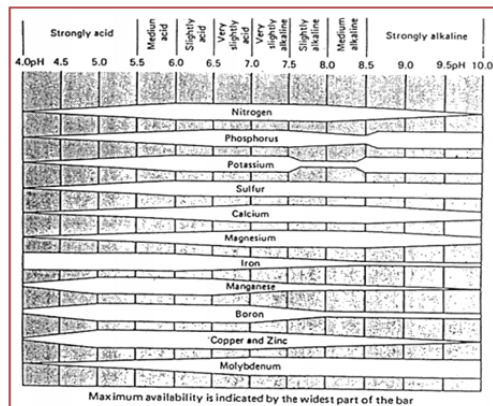 Strongly acid
Medium acid
Slightly acid
Very slightly acid
Very slightly alkaline
Slightly alkaline
Medium alkaline
Strongly alkaline
4.0pH 4.5 5.0 5.5 6.0 6.5 7.0 7.5 8.0 8.5 9.0 9.5pH 10.0
Nitrogen
Phosphorus
Potassium
Sulfur
Calcium
Magnesium
Iron
Manganese
Boron
Copper and Zinc
Molybdenum
Maximum availability is indicated by the widest part of the bar